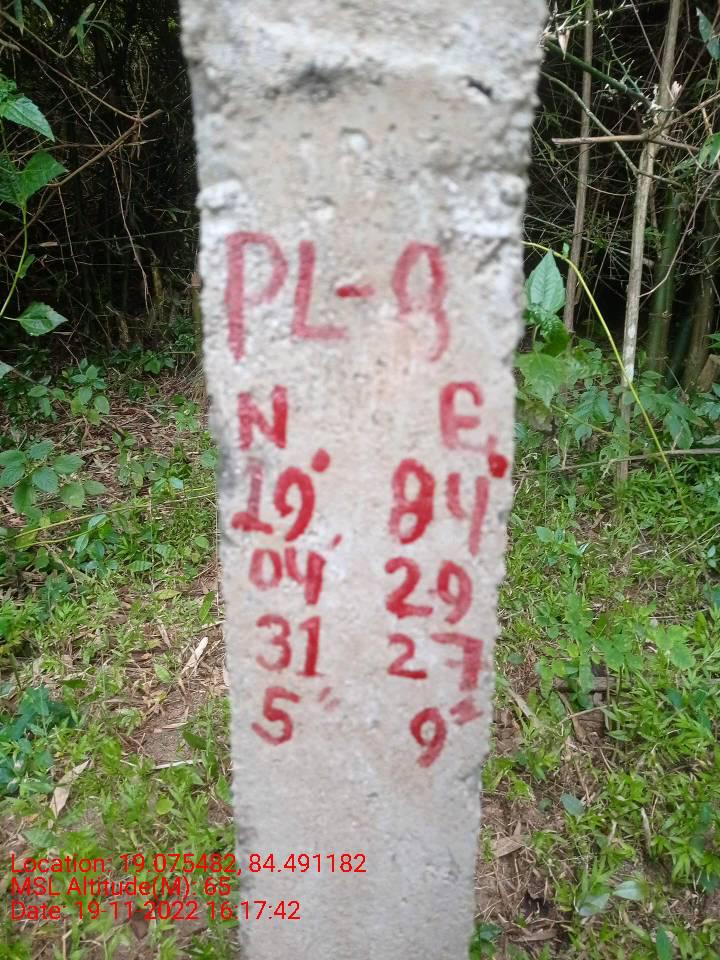 PL-8
N E
19° 84°
04' 29
31 27
5" 9"
Location: 19.075482, 84.491182
MSL Altitude(M): 65
Date: 19-11-2022 16:17:42